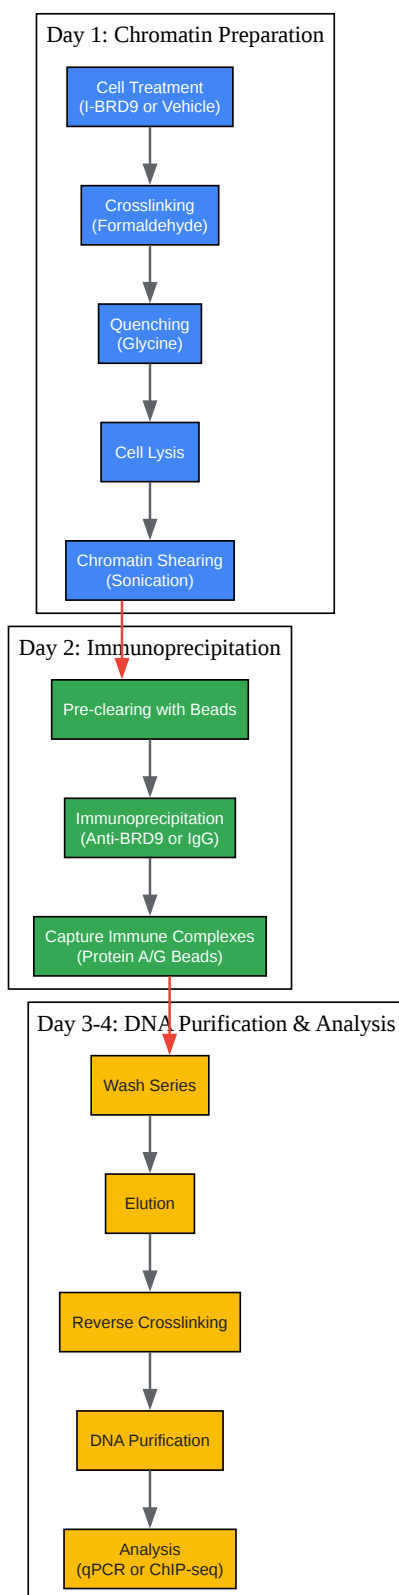 Day 1: Chromatin Preparation
Cell Treatment
(I-BRD9 or Vehicle)
Crosslinking
(Formaldehyde)
Quenching
(Glycine)
Cell Lysis
Chromatin Shearing
(Sonication)
Day 2: Immunoprecipitation
Pre-clearing with Beads
Immunoprecipitation
(Anti-BRD9 or IgG)
Capture Immune Complexes
(Protein A/G Beads)
Day 3-4: DNA Purification & Analysis
Wash Series
Elution
Reverse Crosslinking
DNA Purification
Analysis
(qPCR or ChIP-seq)